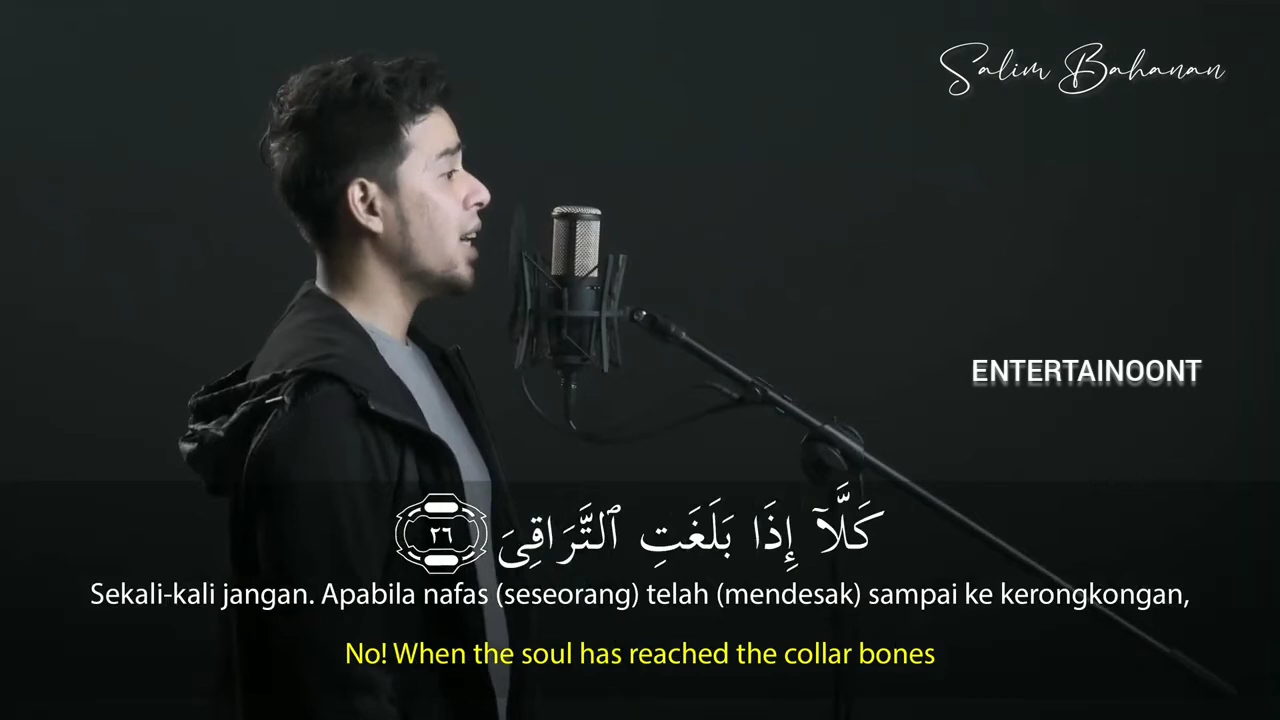 Salim Bahanan
ENTERTAINOONT
كَلَّآ إِذَا بَلَغَتِ ٱلتَّرَاقِىَ ٢٦
Sekali-kali jangan. Apabila nafas (seseorang) telah (mendesak) sampai ke kerongkongan,
No! When the soul has reached the collar bones